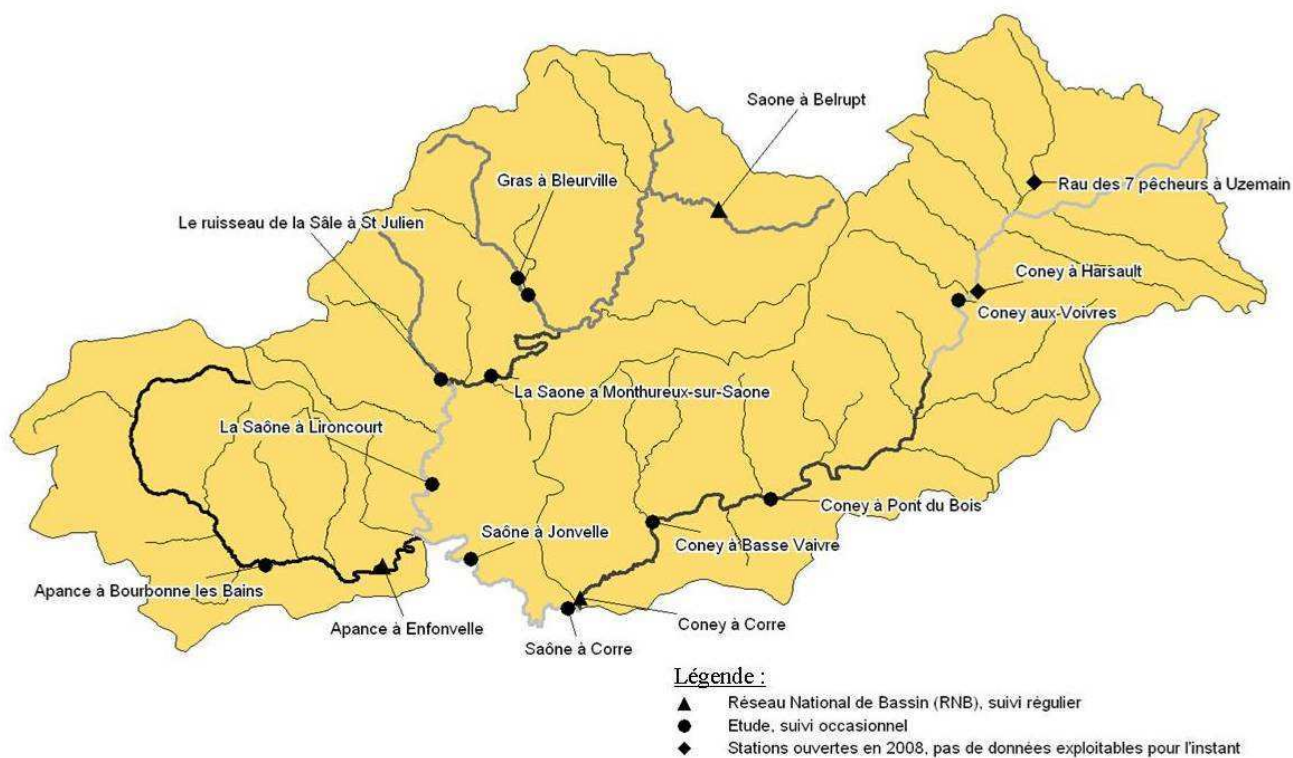 Saone à Belrupt
Gras à Bleurville
Rau des 7 pêcheurs à Uzemain
Le ruisseau de la Sâle à St Julien
Coney à Harsault
Coney aux-Voivres
La Saone a Monthureux-sur-Saone
La Saône à Lironcourt
Coney à Pont du Bois
Saône à Jonvelle
Coney à Basse Vaivre
Apance à Bourbonne les Bains
Apance à Enfonvelle
Coney à Corre
Saône à Corre
Légende :
Réseau National de Bassin (RNB), suivi régulier
Etude, suivi occasionnel
Stations ouvertes en 2008, pas de données exploitables pour l'instant